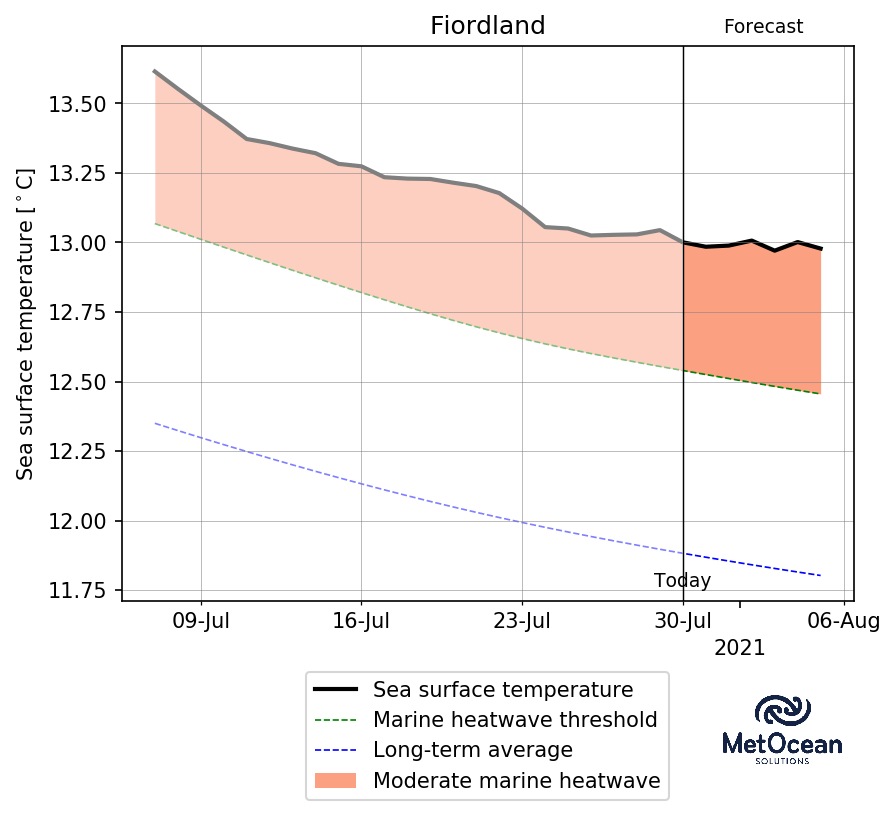 Fiordland
Forecast
Sea surface temperature [°C]
13.50
13.25
13.00
12.75
12.50
12.25
12.00
11.75
Today
09-Jul
16-Jul
23-Jul
30-Jul
06-Aug
2021
Sea surface temperature
Marine heatwave threshold
Long-term average
Moderate marine heatwave
MetOcean
SOLUTIONS